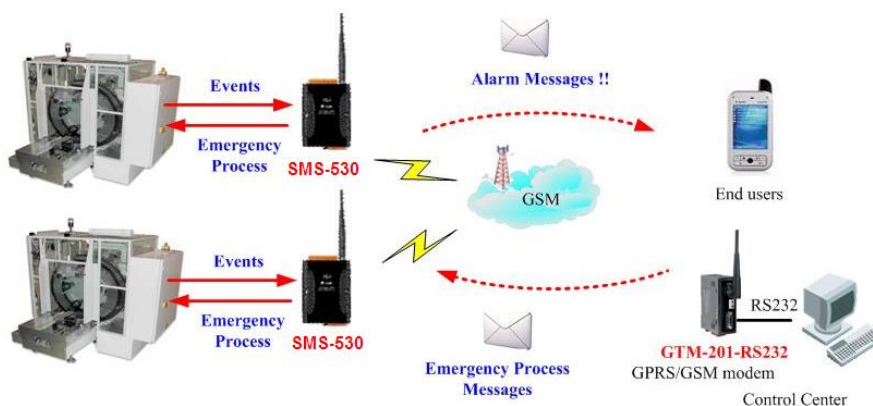 Events
Emergency
Process
SMS-530
Alarm Messages !!
GSM
End users
Events
Emergency
Process
SMS-530
Emergency Process
Messages
RS232
GTM-201-RS232
GPRS/GSM modem
Control Center